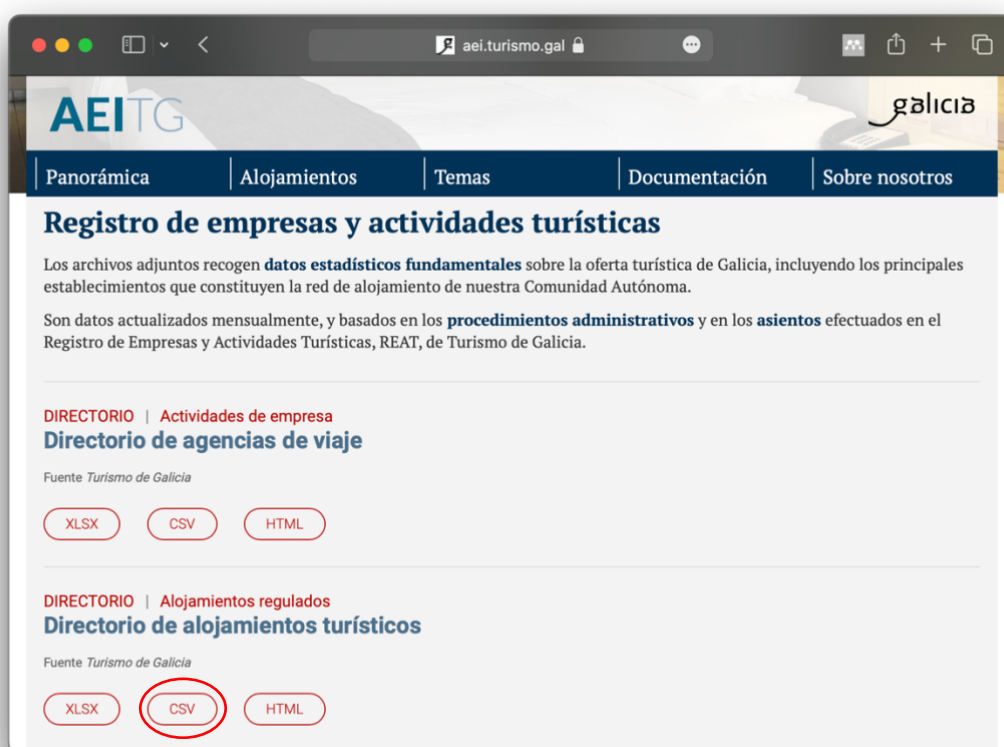 aei.turismo.gal
AEITG
galicia
Panorámica
Alojamientos
Temas
Documentación
Sobre nosotros
Registro de empresas y actividades turísticas
Los archivos adjuntos recogen datos estadísticos fundamentales sobre la oferta turística de Galicia, incluyendo los principales
establecimientos que constituyen la red de alojamiento de nuestra Comunidad Autónoma.
Son datos actualizados mensualmente, y basados en los procedimientos administrativos y en los asientos efectuados en el
Registro de Empresas y Actividades Turísticas, REAT, de Turismo de Galicia.
DIRECTORIO | Actividades de empresa
Directorio de agencias de viaje
Fuente Turismo de Galicia
XLSX CSV HTML
DIRECTORIO | Alojamientos regulados
Directorio de alojamientos turísticos
Fuente Turismo de Galicia
XLSX CSV HTML